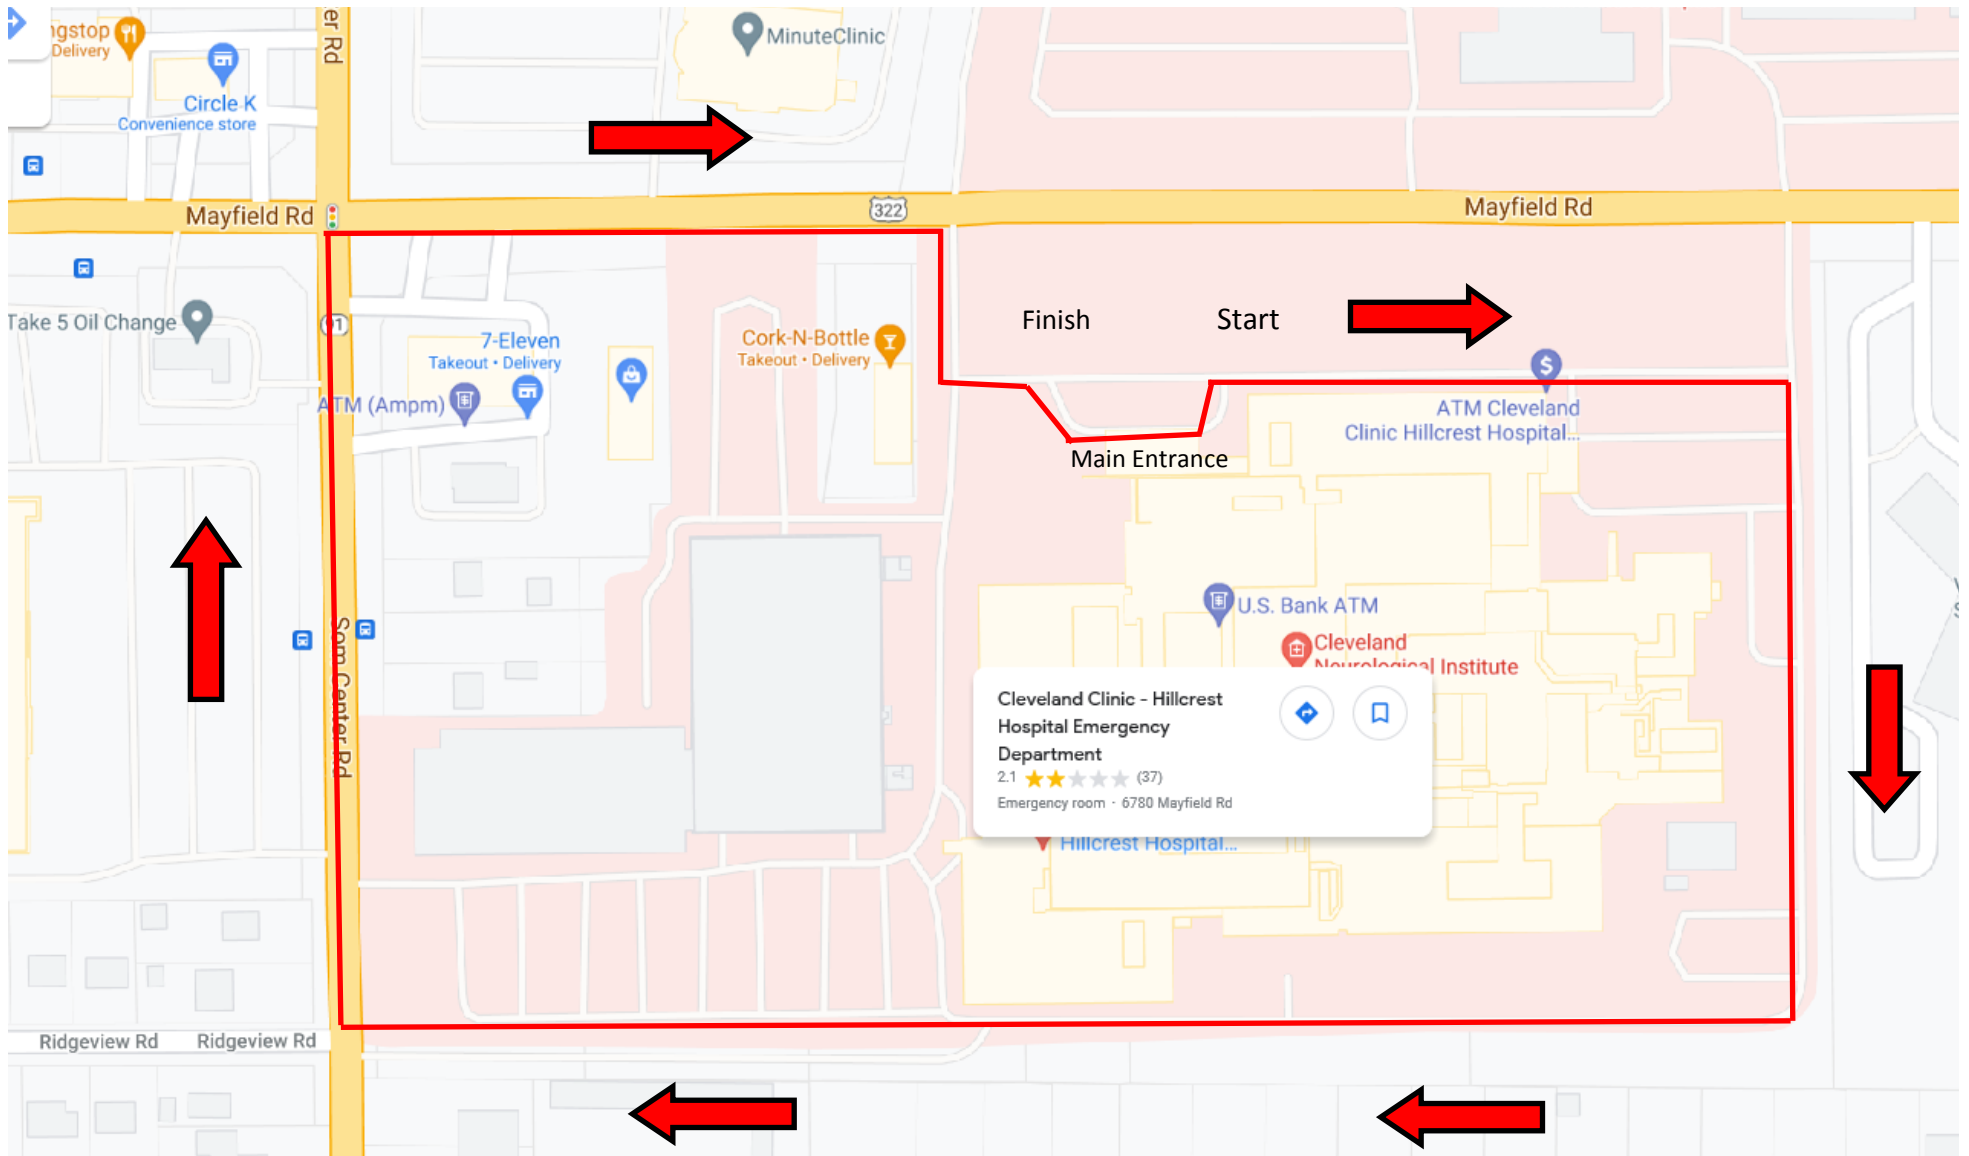 er Rd
ngstop
Delivery
Circle K
Convenience store
MinuteClinic
Mayfield Rd
322
Mayfield Rd
Take 5 Oil Change
91
7-Eleven
Takeout • Delivery
ATM (Ampm)
Cork-N-Bottle
Takeout • Delivery
Finish
Start
ATM Cleveland
Clinic Hillcrest Hospital...
Main Entrance
U.S. Bank ATM
Cleveland
Neurological Institute
Som Center Rd
Cleveland Clinic - Hillcrest
Hospital Emergency
Department
2.1 (37)
Emergency room · 6780 Mayfield Rd
Hillcrest Hospital...
Ridgeview Rd
Ridgeview Rd